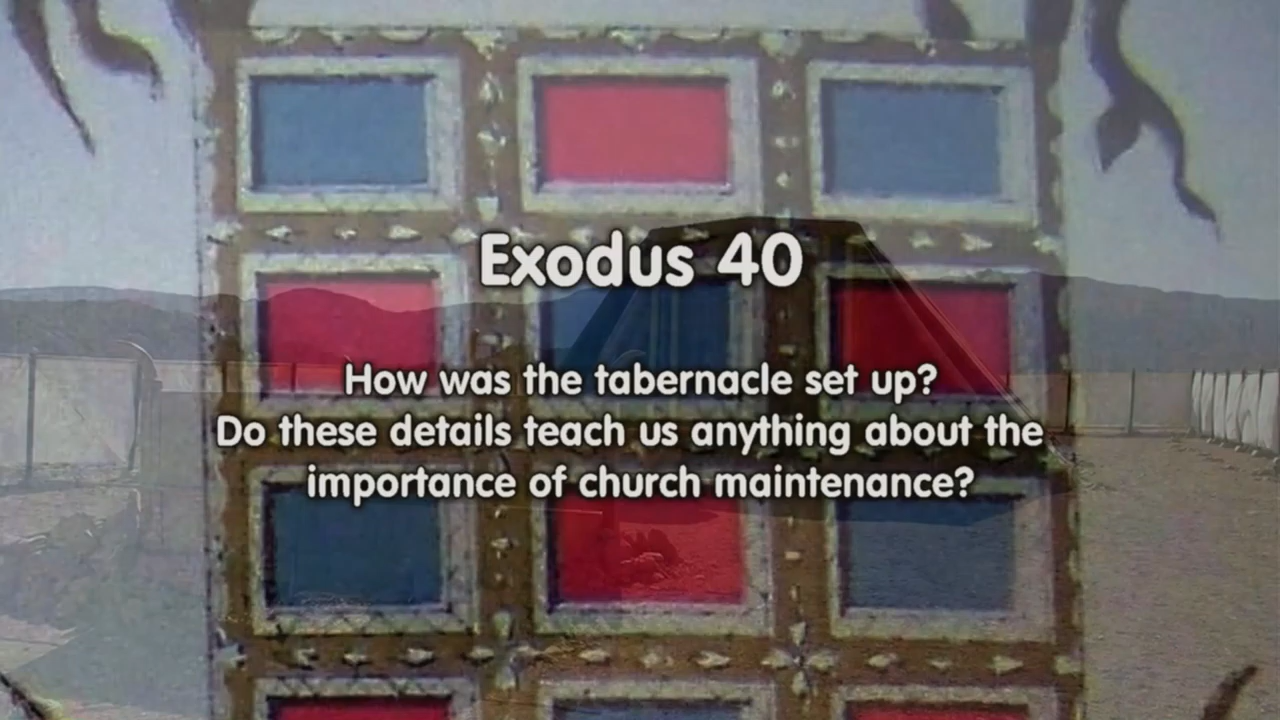 Exodus 40
How was the tabernacle set up?
Do these details teach us anything about the
importance of church maintenance?